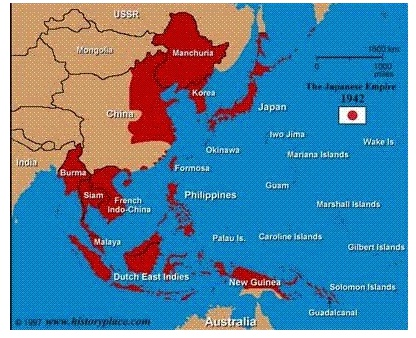 USSR
1600 km
Mongolia
Manchuria
0
1000
miles
Korea
The Japanese Empire
1942
China
Japan
Iwo Jima
Okinawa
Wake Is
Mariana Islands
India
Burma
Formosa
Siam
French
Indo-China
Philippines
Guam
Marshall Islands
Malaya
Palau Is.
Caroline Islands
Gilbert Islands
Dutch East Indies
New Guinea
Solomon Islands
Guadalcanal
© 1997 www.historyplace.com
Australia